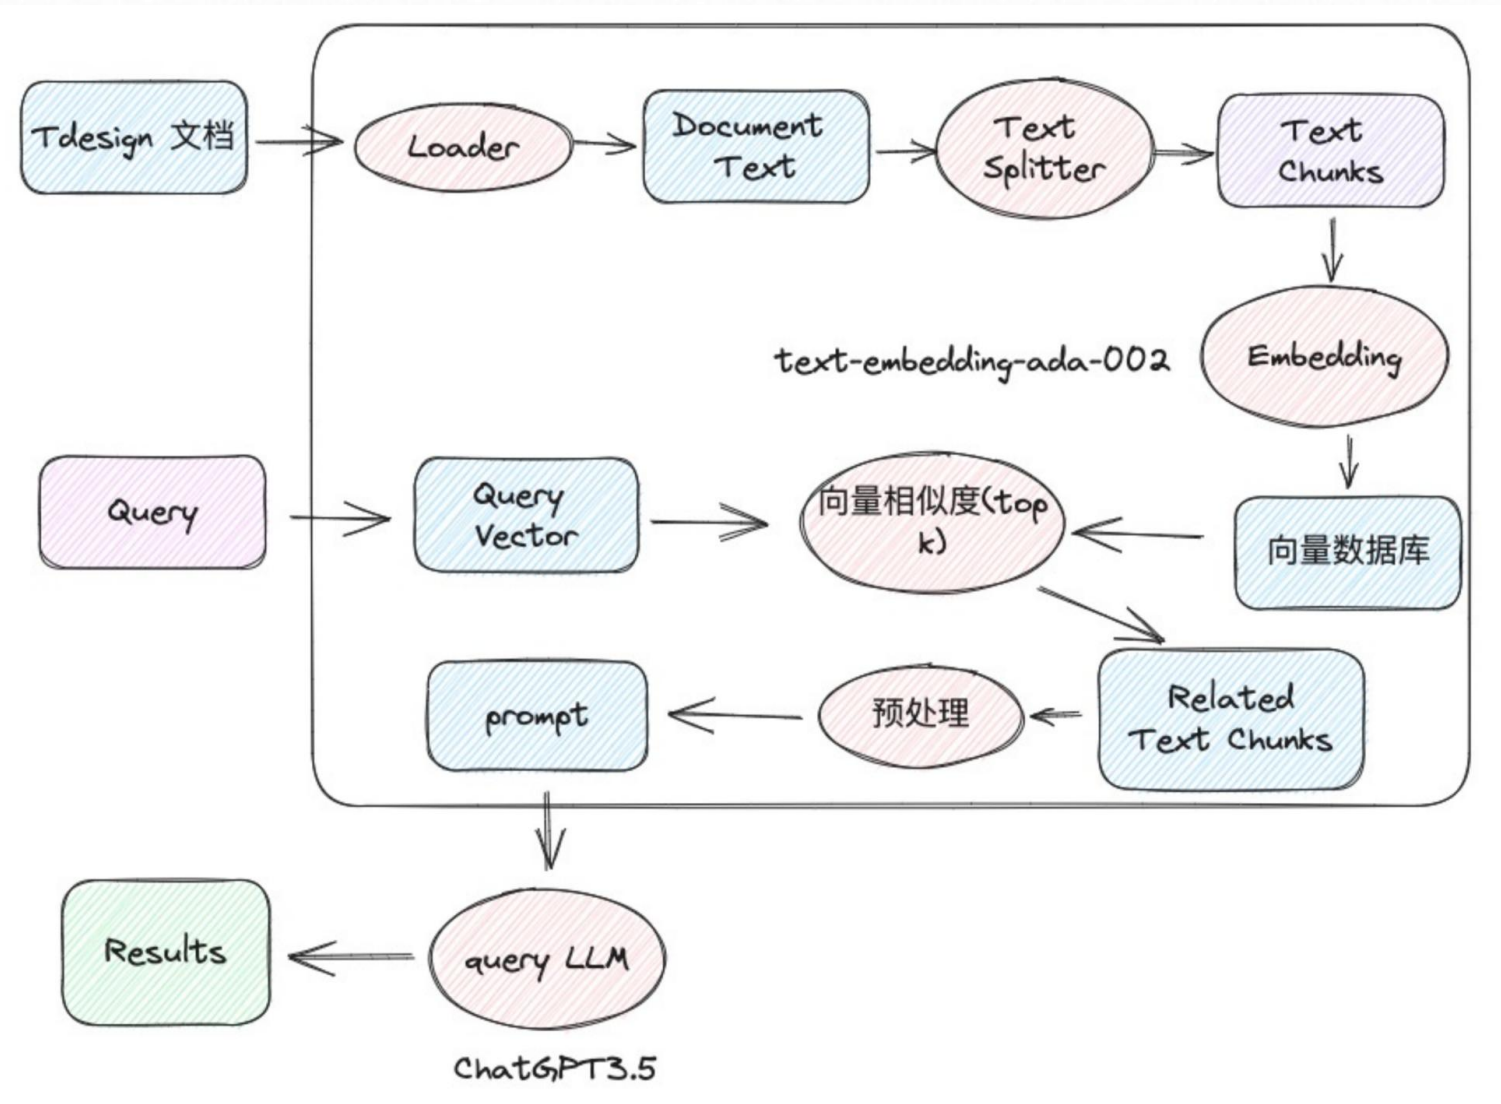 Tdesign 文档
Loader
Document
Text
Text
Splitter
Text
Chunks
text-embedding-ada-002
Embedding
Query
Query
Vector
向量相似度(top
k)
向量数据库
prompt
预处理
Related
Text Chunks
Results
query LLM
ChatGPT3.5